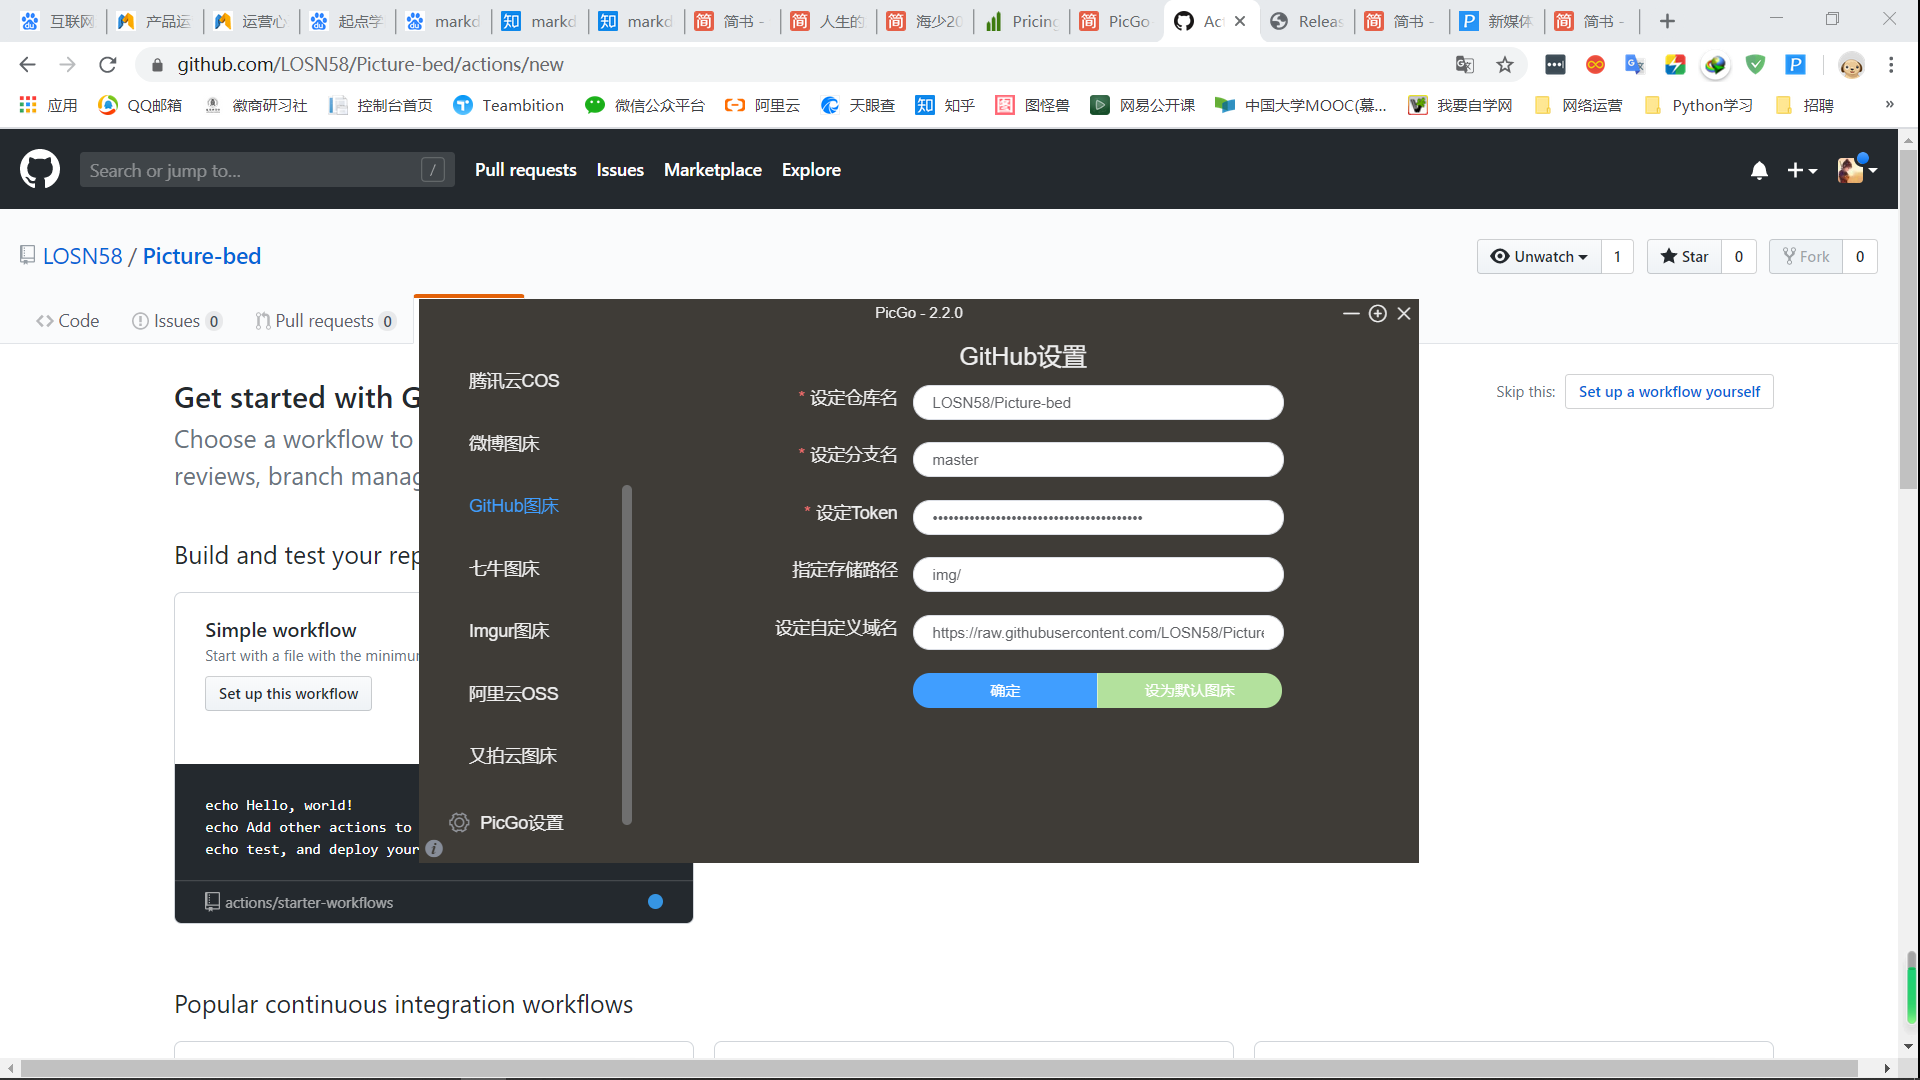 互联网 产品运 运营心 起点学 markd markd markd 简书 - 人生的 海少20 Pricing PicGo Ac Releas 简书 - 新媒体 简书 -
github.com/LOSN58/Picture-bed/actions/new
应用 QQ邮箱 徽商研习社 控制台首页 Teambition 微信公众平台 阿里云 天眼查 知乎 图怪兽 网易公开课 中国大学MOOC(慕... 我要自学网 网络运营 Python学习 招聘 »
Search or jump to... / Pull requests Issues Marketplace Explore
LOSN58 / Picture-bed
Unwatch 1 Star 0 Fork 0
Code Issues 0 Pull requests 0
Get started with G
Choose a workflow to
reviews, branch manag
Skip this: Set up a workflow yourself
Build and test your rep
Simple workflow
Start with a file with the minimur
Set up this workflow
echo Hello, world!
echo Add other actions to
echo test, and deploy your
actions/starter-workflows
Popular continuous integration workflows
PicGo - 2.2.0
腾讯云COS
微博图床
GitHub图床
七牛图床
Imgur图床
阿里云OSS
又拍云图床
PicGo设置
GitHub设置
* 设定仓库名 LOSN58/Picture-bed
* 设定分支名 master
* 设定Token ••••••••••••••••••••••••••••••••••••••••
指定存储路径 img/
设定自定义域名 https://raw.githubusercontent.com/LOSN58/Picture
确定 设为默认图床